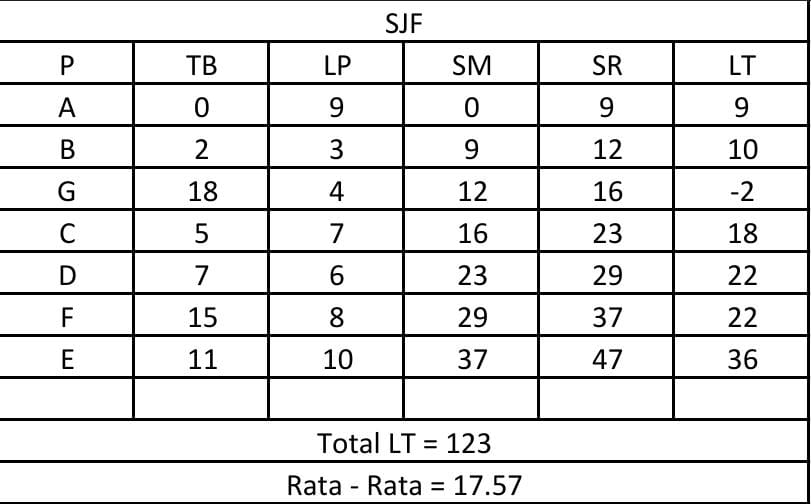 SJF
P TB LP SM SR LT
A 0 9 0 9 9
B 2 3 9 12 10
G 18 4 12 16 -2
C 5 7 16 23 18
D 7 6 23 29 22
F 15 8 29 37 22
E 11 10 37 47 36
Total LT = 123
Rata - Rata = 17.57